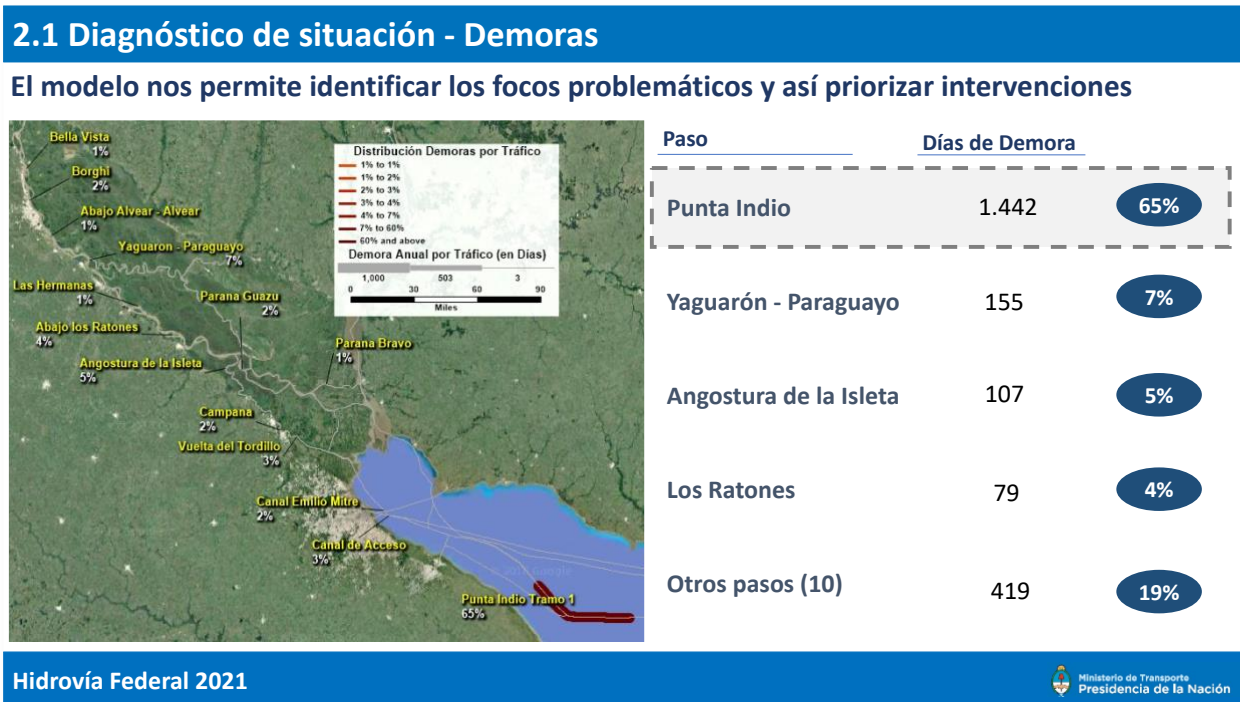 2.1 Diagnóstico de situación - Demoras
El modelo nos permite identificar los focos problemáticos y así priorizar intervenciones
Bella Vista
1%
Borghi
2%
Abajo Alvear - Alvear
1%
Yaguaron - Paraguayo
7%
Las Hermanas
1%
Parana Guazu
2%
Abajo los Ratones
4%
Angostura de la Isleta
5%
Parana Bravo
1%
Campana
2%
Vuelta del Tordillo
3%
Canal Emilio Mitre
2%
Canal de Acceso
3%
Punta Indio Tramo 1
65%
Distribución Demoras por Tráfico
1% to 1%
1% to 2%
2% to 3%
3% to 4%
4% to 7%
7% to 60%
60% and above
Demora Anual por Tráfico (en Días)
1,000 503 3
0 30 60 90
Miles
Google
Paso Días de Demora
Punta Indio 1.442 65%
Yaguarón - Paraguayo 155 7%
Angostura de la Isleta 107 5%
Los Ratones 79 4%
Otros pasos (10) 419 19%
Hidrovía Federal 2021
Ministerio de Transporte
Presidencia de la Nación